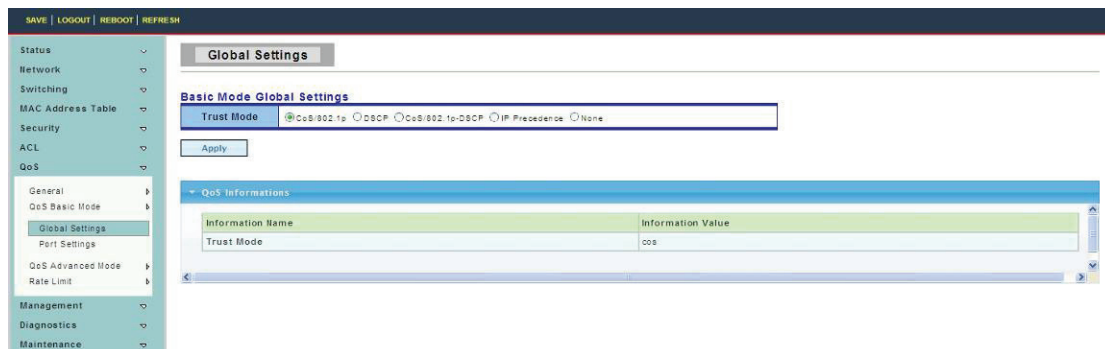 SAVE | LOGOUT | REBOOT | REFRESH
Status
Network
Switching
MAC Address Table
Security
ACL
QoS
General
QoS Basic Mode
Global Settings
Port Settings
QoS Advanced Mode
Rate Limit
Management
Diagnostics
Maintenance
Global Settings
Basic Mode Global Settings
Trust Mode CoS/802.1p DSCP CoS/802.1p-DSCP IP Precedence None
Apply
QoS Informations
Information Name Information Value
Trust Mode cos